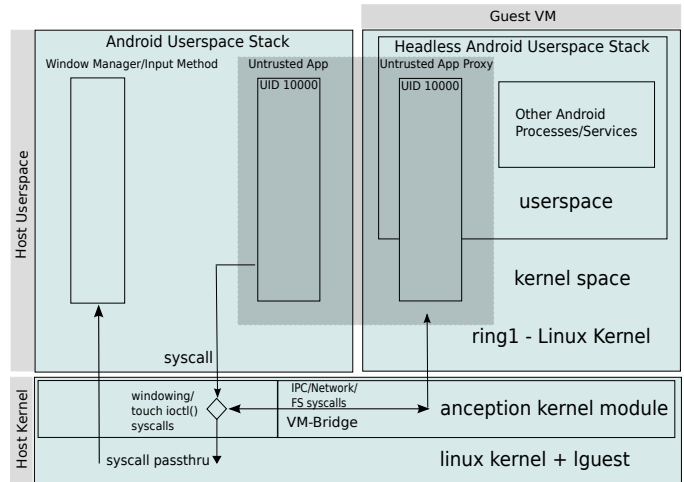 Guest VM
Android Userspace Stack
Headless Android Userspace Stack
Window Manager/Input Method
Untrusted App
Untrusted App Proxy
UID 10000
UID 10000
Other Android
Processes/Services
userspace
kernel space
ring1 - Linux Kernel
Host Userspace
syscall
windowing/
touch ioctl()
syscalls
IPC/Network/
FS syscalls
VM-Bridge
anception kernel module
syscall passthru
linux kernel + lguest
Host Kernel